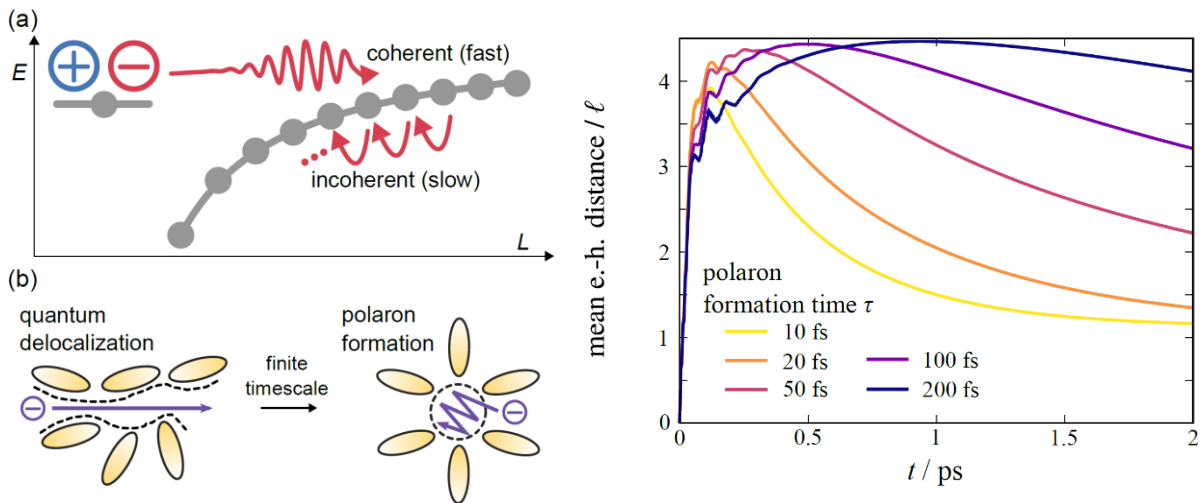 (a)
E
+ −
coherent (fast)
incoherent (slow)
L
(b)
quantum
delocalization
−
finite
timescale
polaron
formation
−
mean e.-h. distance / ℓ
4
3
2
1
0
polaron
formation time τ
10 fs
20 fs
50 fs
100 fs
200 fs
0 0.5 1 1.5 2
t / ps